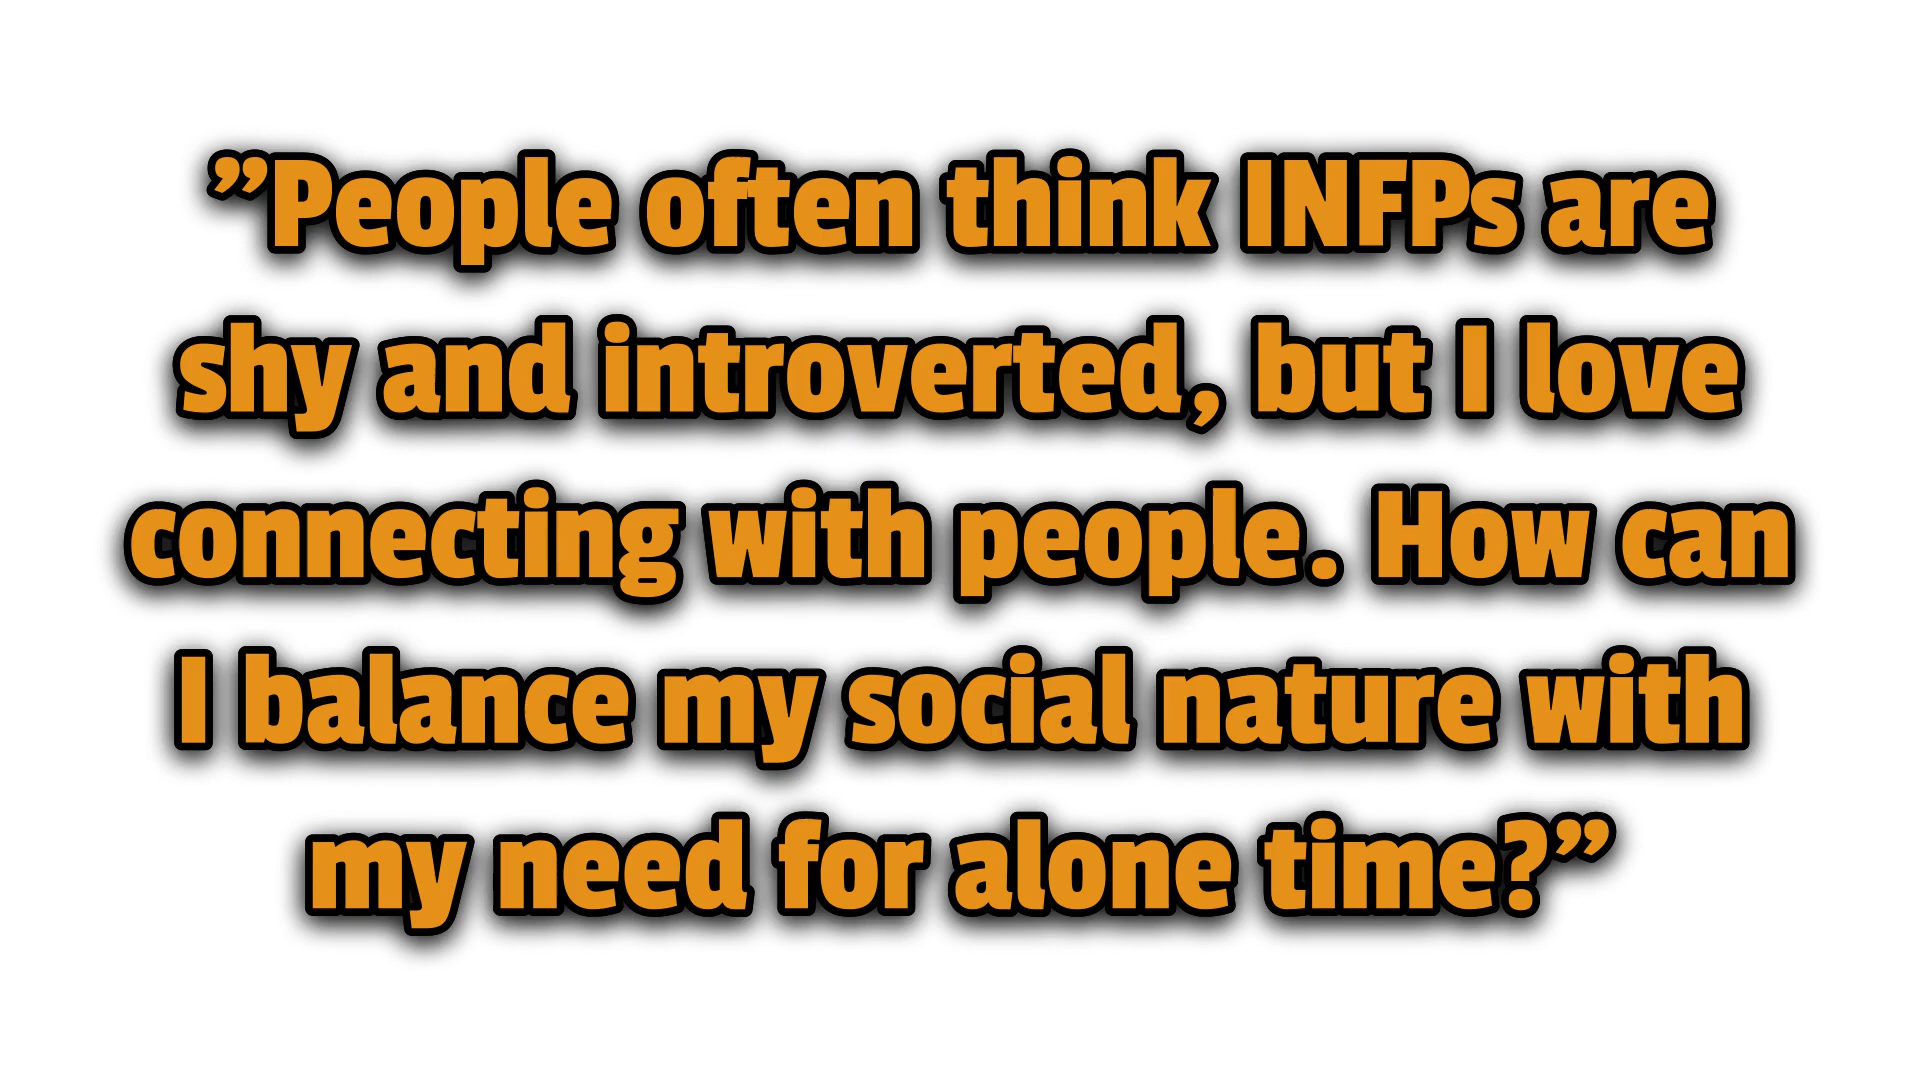 ”People often think INFPs are
shy and introverted, but I love
connecting with people. How can
I balance my social nature with
my need for alone time?”